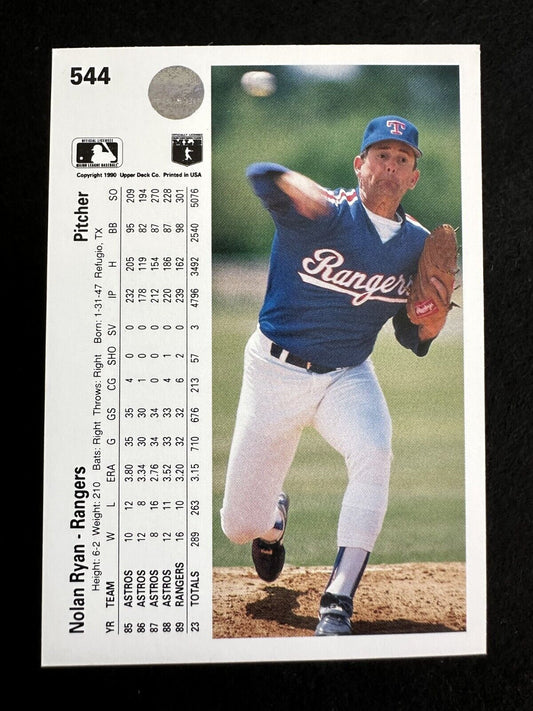 544
OFFICIAL LICENSEE
MAJOR LEAGUE BASEBALL
Copyright 1990 Upper Deck Co. Printed in USA
Nolan Ryan - Rangers Pitcher
Height: 6-2 Weight: 210 Bats: Right Throws: Right Born: 1-31-47 Refugio, TX
YR TEAM W L ERA G GS CG SHO SV IP H BB SO
85 ASTROS 10 12 3.80 35 35 4 0 0 232 205 95 209
86 ASTROS 12 8 3.34 30 30 1 0 0 178 119 82 194
87 ASTROS 8 16 2.76 34 34 0 0 0 212 154 87 270
88 ASTROS 12 11 3.52 33 33 4 1 0 220 186 87 228
89 RANGERS 16 10 3.20 32 32 6 2 0 239 162 98 301
23 TOTALS 289 263 3.15 710 676 213 57 3 4796 3492 2540 5076
T
Rangers
Rawlings